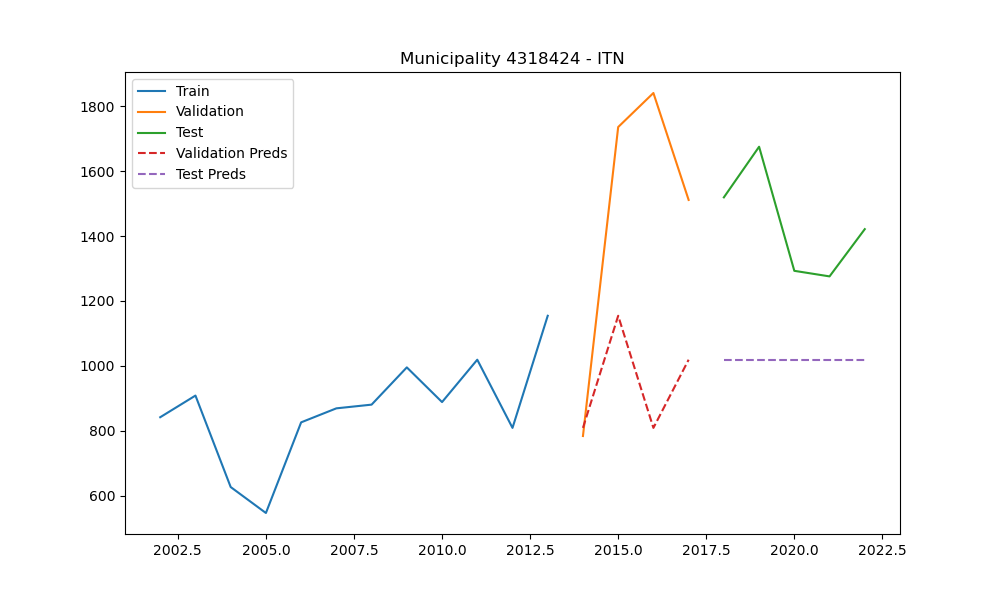 Municipality 4318424 - ITN
Train
Validation
Test
Validation Preds
Test Preds
1800
1600
1400
1200
1000
800
600
2002.5 2005.0 2007.5 2010.0 2012.5 2015.0 2017.5 2020.0 2022.5